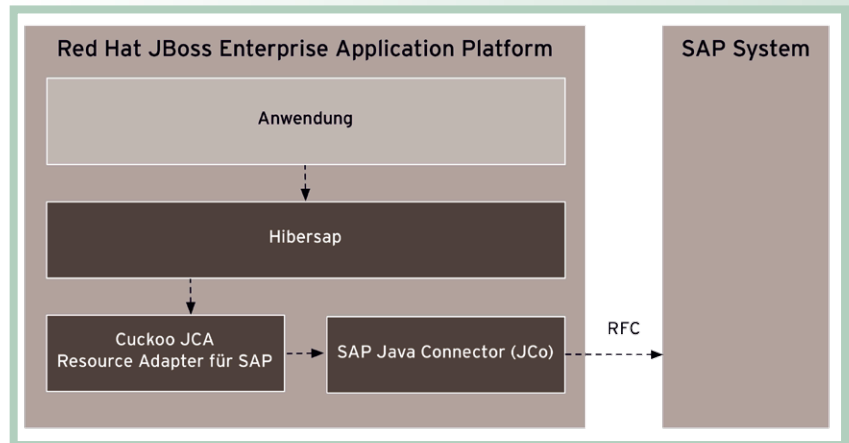 Red Hat JBoss Enterprise Application Platform
SAP System
Anwendung
Hibersap
Cuckoo JCA
Resource Adapter für SAP
SAP Java Connector (JCo)
RFC